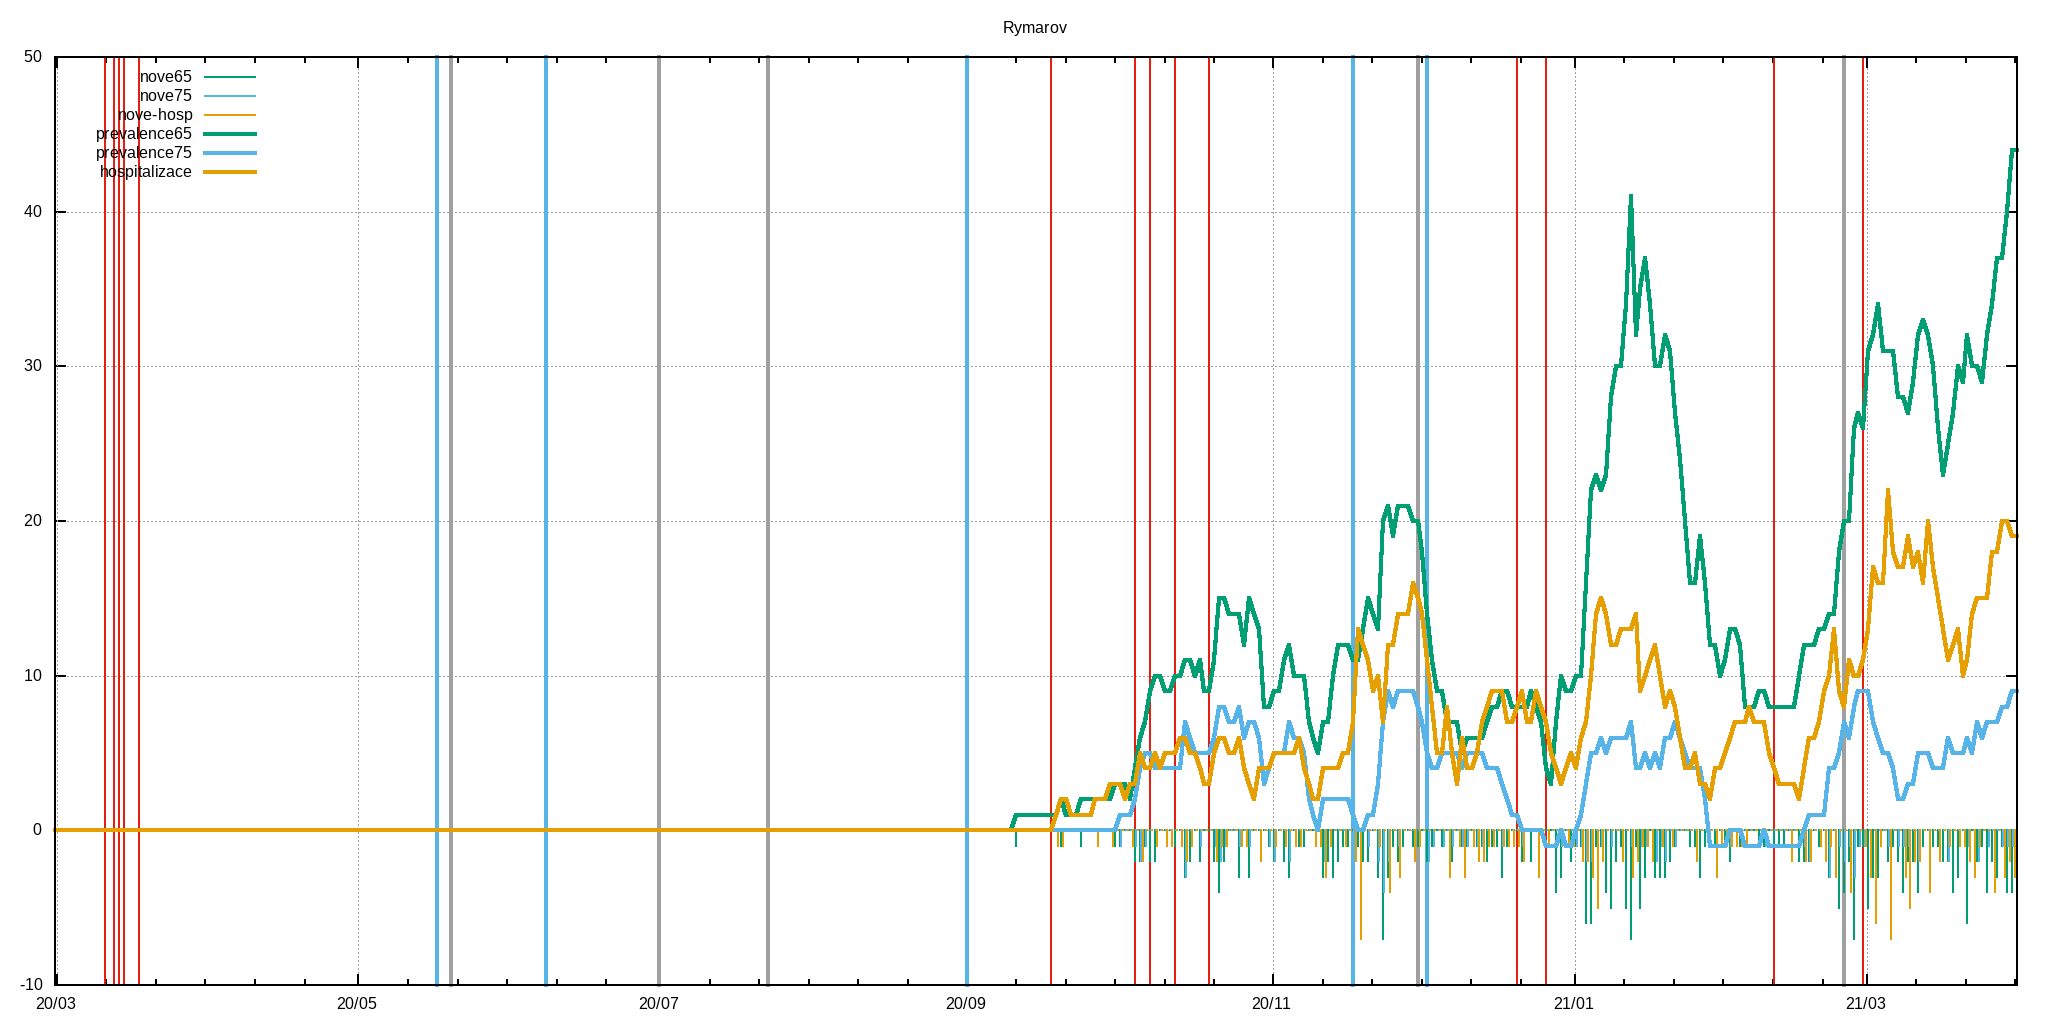 Rymarov
50
nove65
nove75
nove-hosp
prevalence65
prevalence75
hospitalizace
40
30
20
10
0
-10
20/03 20/05 20/07 20/09 20/11 21/01 21/03